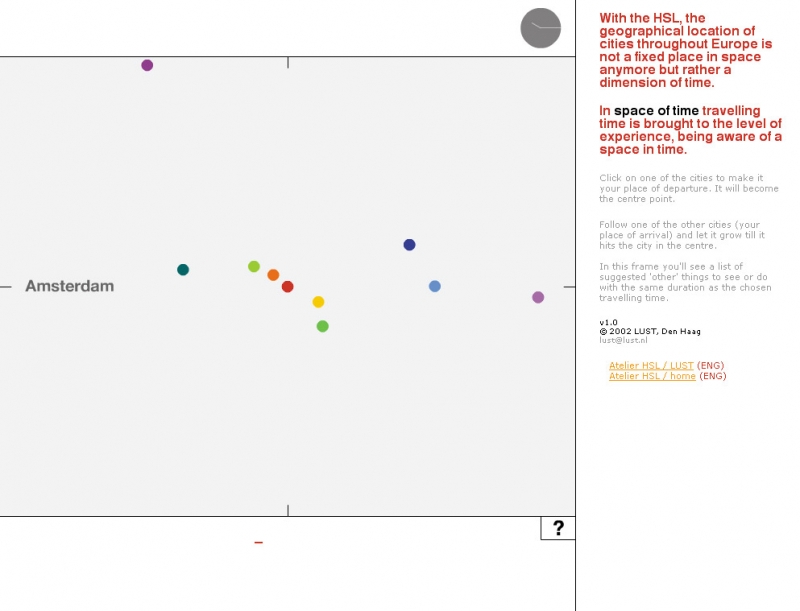 With the HSL, the
geographical location of
cities throughout Europe is
not a fixed place in space
anymore but rather a
dimension of time.
In space of time travelling
time is brought to the level of
experience, being aware of a
space in time.
Click on one of the cities to make it
your place of departure. It will become
the centre point.
Follow one of the other cities (your
place of arrival) and let it grow till it
hits the city in the centre.
In this frame you'll see a list of
suggested 'other' things to see or do
with the same duration as the chosen
travelling time.
v1.0
© 2002 LUST, Den Haag
lust@lust.nl
Atelier HSL / LUST (ENG)
Atelier HSL / home (ENG)
Amsterdam
?